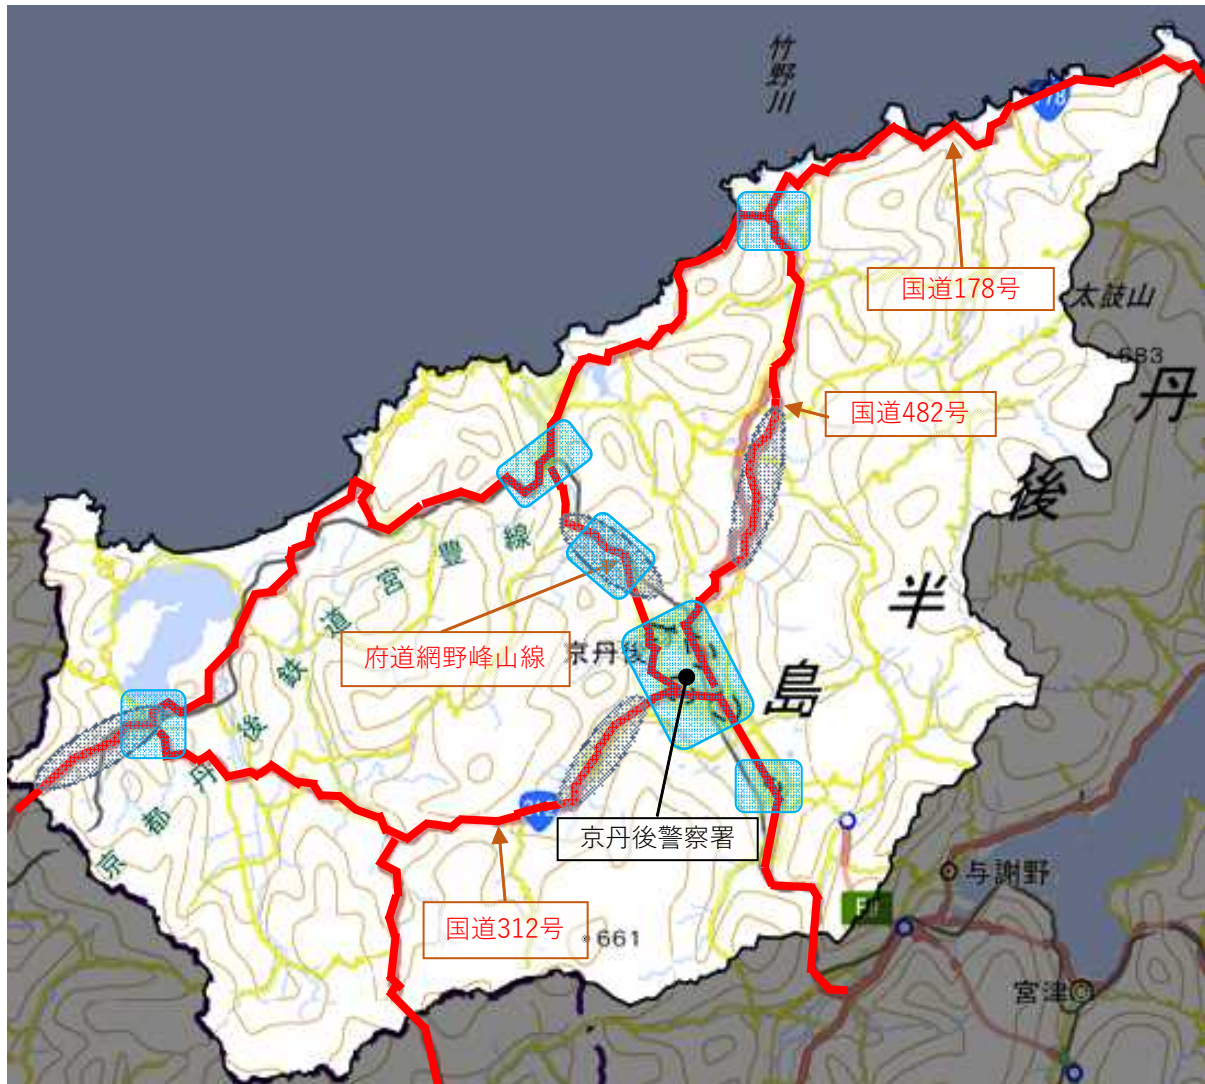 竹野川
178
国道178号
太鼓山
683
丹後半島
国道482号
京都丹後鉄道宮豊線
府道網野峰山線
京丹後
京丹後警察署
国道312号
661
与謝野
宮津